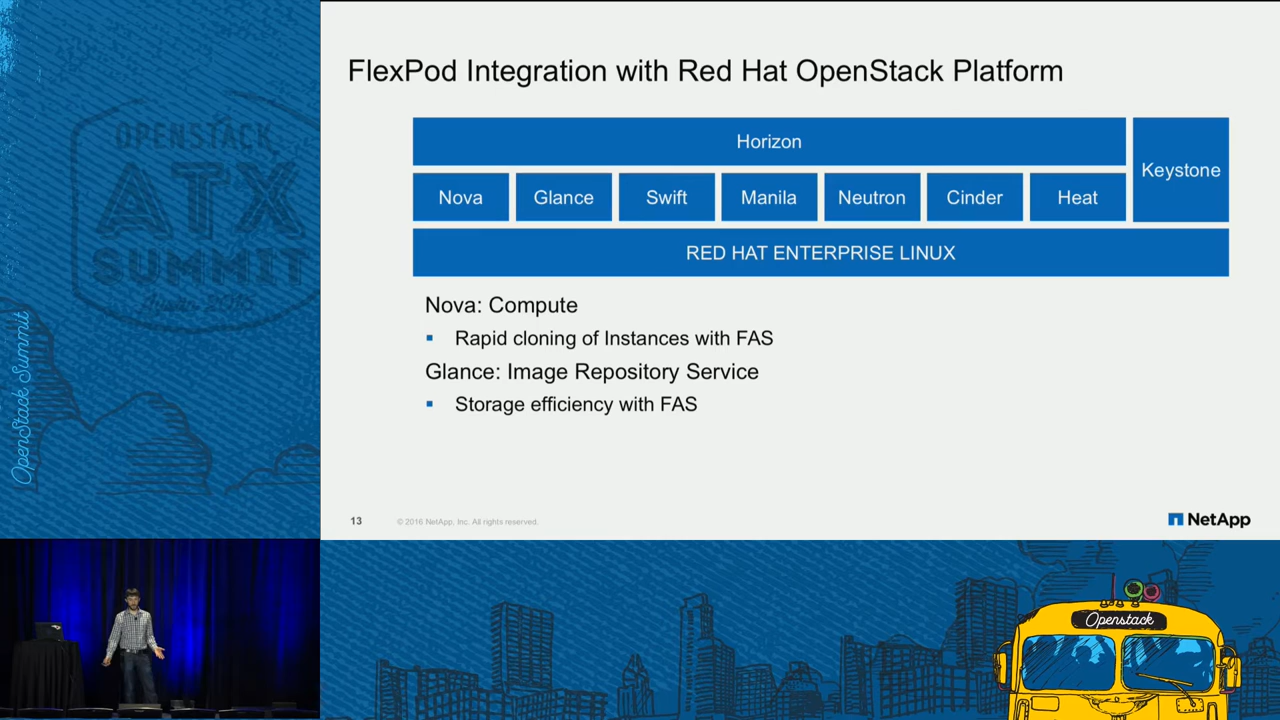 FlexPod Integration with Red Hat OpenStack Platform
Horizon
Keystone
Nova
Glance
Swift
Manila
Neutron
Cinder
Heat
RED HAT ENTERPRISE LINUX
Nova: Compute
Rapid cloning of Instances with FAS
Glance: Image Repository Service
Storage efficiency with FAS
13
© 2016 NetApp, Inc. All rights reserved.
NetApp
OPENSTACK
ATX
SUMMIT
OpenStack Summit
Openstack